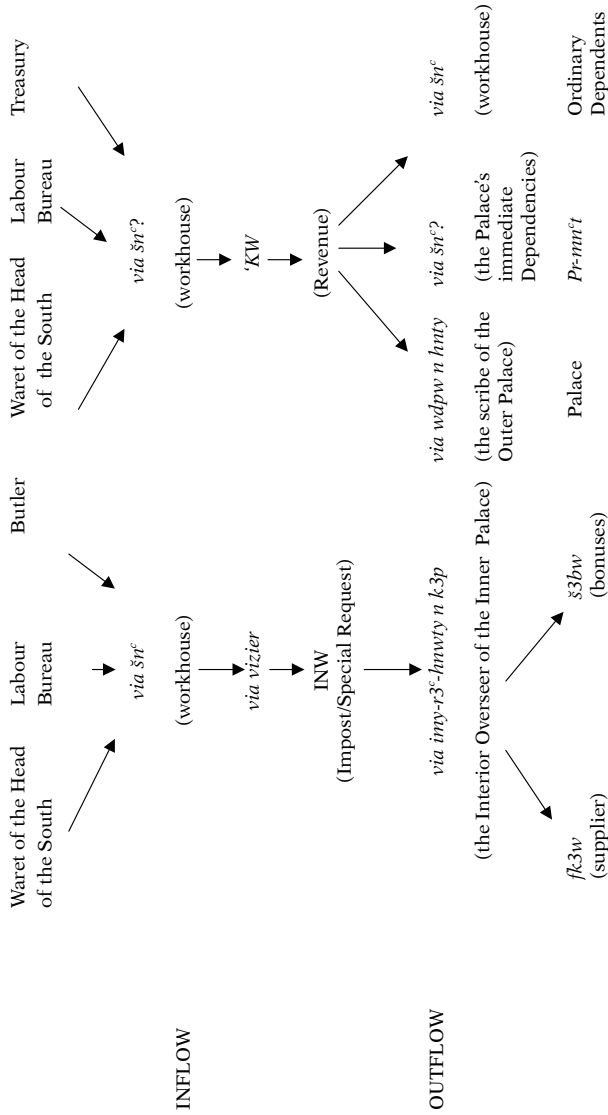 Waret of the Head
of the South
Labour
Bureau
Butler
Waret of the Head
of the South
Labour
Bureau
Treasury
INFLOW
via šnᶜ
(workhouse)
via vizier
INW
(Impost/Special Request)
via šnᶜ?
(workhouse)
‘KW
(Revenue)
OUTFLOW
via imy-r3ᶜ-hnwty n k3p
(the Interior Overseer of the Inner Palace)
fk3w
(supplier)
š3bw
(bonuses)
via wdpw n hnty
(the scribe of the
Outer Palace)
Palace
via šnᶜ?
(the Palace’s
immediate
Dependencies)
Pr-mnᶜt
via šnᶜ
(workhouse)
Ordinary
Dependents